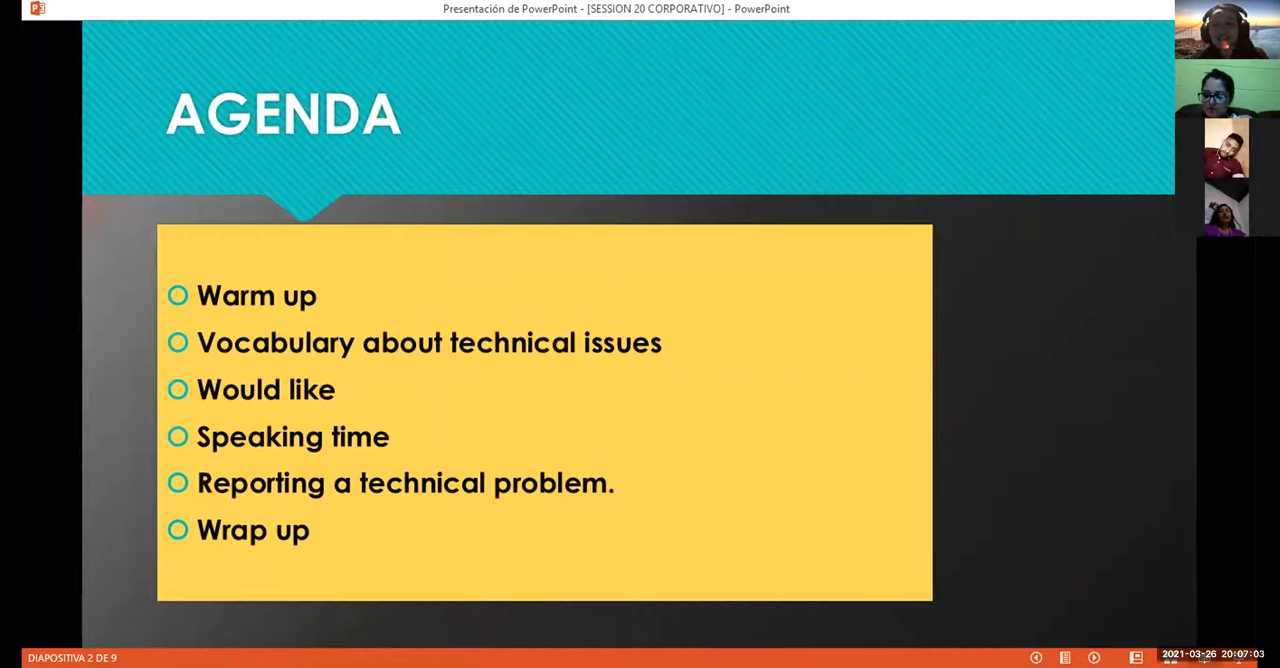 Presentación de PowerPoint - [SESSION 20 CORPORATIVO] - PowerPoint
AGENDA
Warm up
Vocabulary about technical issues
Would like
Speaking time
Reporting a technical problem.
Wrap up
DIAPOSITIVA 2 DE 9
2021-03-26 20:07:03